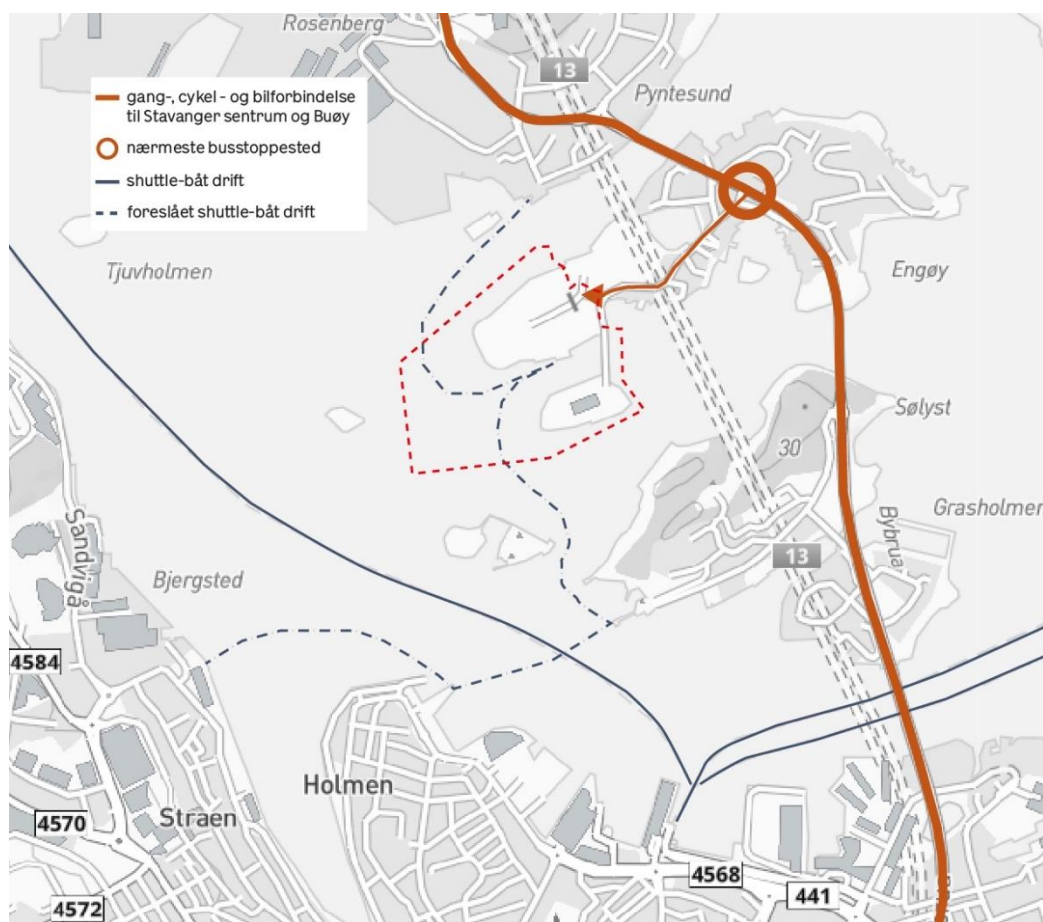 Rosenberg
13
Pyntesund
gang-, cykel - og bilforbindelse
til Stavanger sentrum og Buøy
nærmeste busstoppested
shuttle-båt drift
foreslået shuttle-båt drift
Tjuvholmen
Engøy
Sølyst
30
Grasholmen
Bybrua
13
Sandvigå
Bjergsted
4584
Holmen
Straen
4570
4568
441
4572